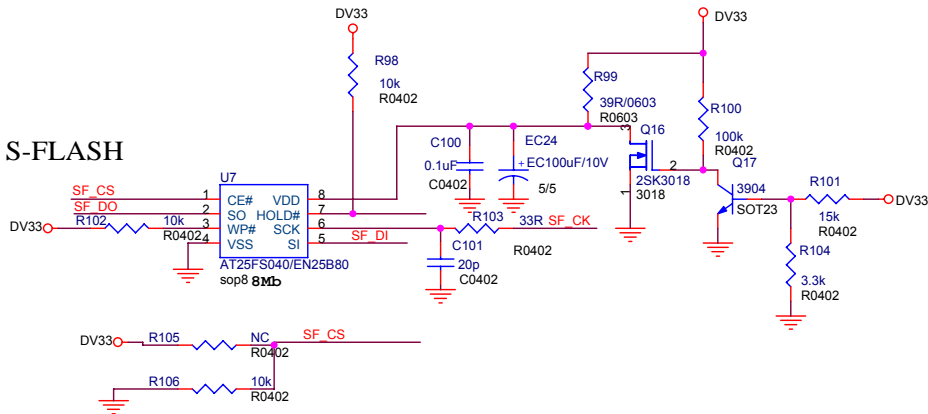 DV33
DV33
DV33
R98
10k
R0402
R99
39R/0603
R0603
R100
100k
R0402
Q16
3
2
1
2SK3018
3018
Q17
3904
SOT23
R101
15k
R0402
DV33
R104
3.3k
R0402
C100
0.1uF
C0402
EC24
+
EC100uF/10V
5/5
S-FLASH
U7
SF_CS
1
CE#
VDD
8
SF_DO
2
SO
HOLD#
7
DV33
R102
10k
R0402
3
WP#
SCK
6
4
VSS
SI
5
SF_DI
R103
33R
SF_CK
R0402
C101
20p
C0402
AT25FS040/EN25B80
sop8 8Mb
DV33
R105
NC
R0402
SF_CS
R106
10k
R0402